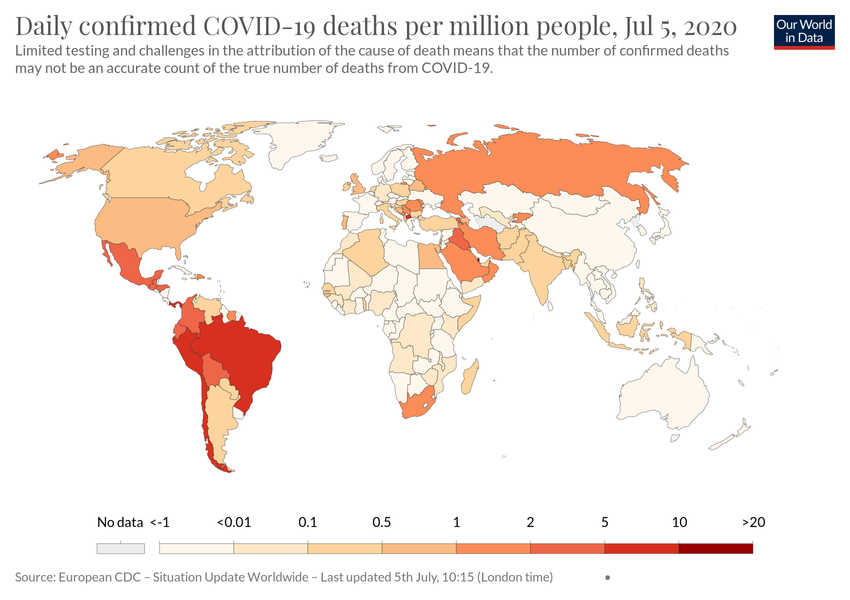 Daily confirmed COVID-19 deaths per million people, Jul 5, 2020
Our World
in Data
Limited testing and challenges in the attribution of the cause of death means that the number of confirmed deaths
may not be an accurate count of the true number of deaths from COVID-19.
No data <-1 <0.01 0.1 0.5 1 2 5 10 >20
Source: European CDC – Situation Update Worldwide – Last updated 5th July, 10:15 (London time) •